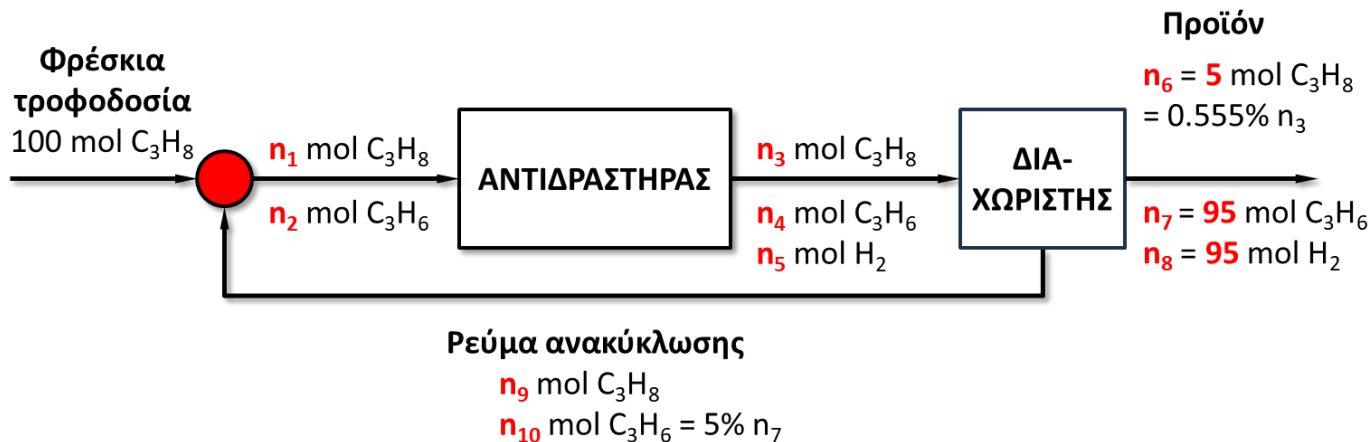 Φρέσκια
τροφοδοσία
100 mol C₃H₈
n₁ mol C₃H₈
n₂ mol C₃H₆
ΑΝΤΙΔΡΑΣΤΗΡΑΣ
n₃ mol C₃H₈
n₄ mol C₃H₆
n₅ mol H₂
ΔΙΑ-
ΧΩΡΙΣΤΗΣ
Προϊόν
n₆ = 5 mol C₃H₈
= 0.555% n₃
n₇ = 95 mol C₃H₆
n₈ = 95 mol H₂
Ρεύμα ανακύκλωσης
n₉ mol C₃H₈
n₁₀ mol C₃H₆ = 5% n₇